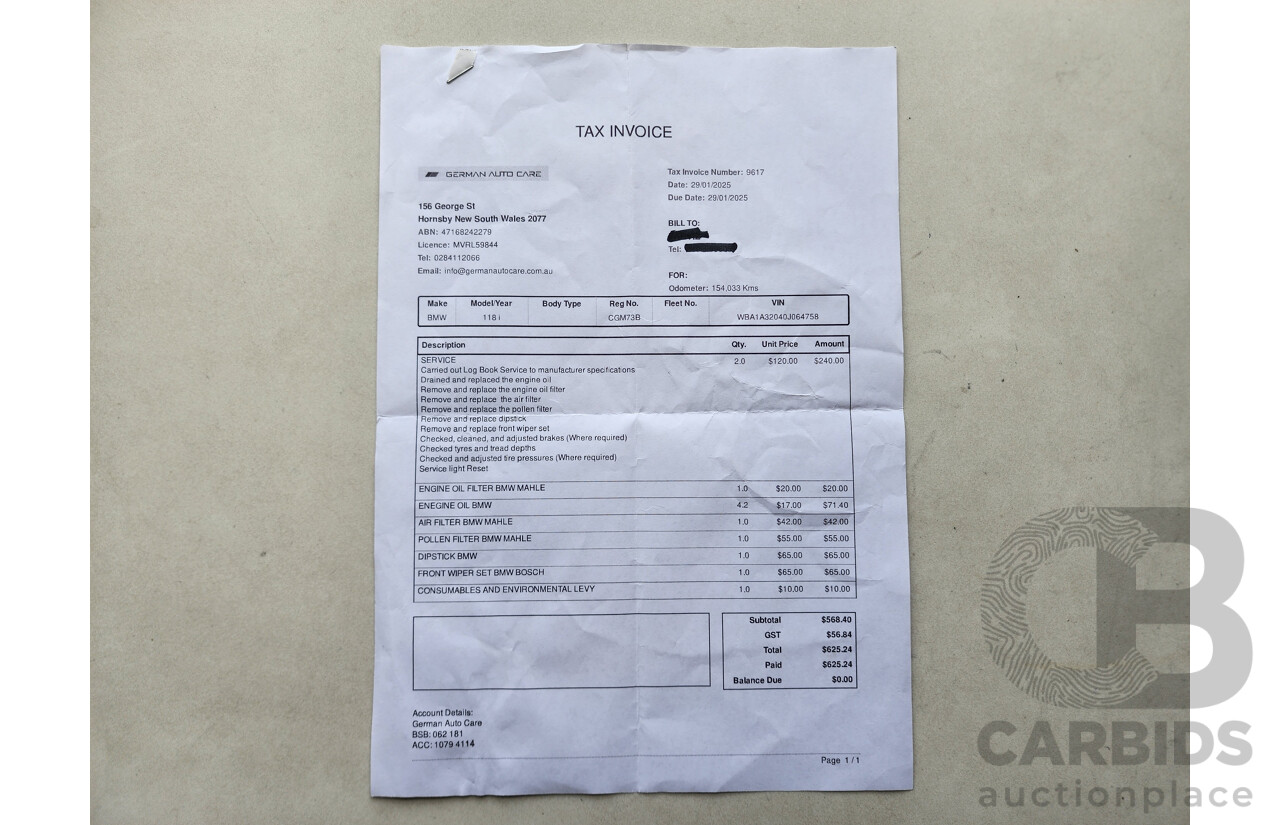 TAX INVOICE
GERMAN AUTO CARE
156 George St
Hornsby New South Wales 2077
ABN: 47168242279
Licence: MVRL59844
Tel: 0284112066
Email: info@germanautocare.com.au
Tax Invoice Number: 9617
Date: 29/01/2025
Due Date: 29/01/2025
BILL TO:
Tel:
FOR:
Odometer: 154,033 Kms
Make Model/Year Body Type Reg No. Fleet No. VIN
BMW 118 i CGM73B WBA1A32040J064758
Description Qty. Unit Price Amount
SERVICE 2.0 $120.00 $240.00
Carried out Log Book Service to manufacturer specifications
Drained and replaced the engine oil
Remove and replace the engine oil filter
Remove and replace the air filter
Remove and replace the pollen filter
Remove and replace dipstick
Remove and replace front wiper set
Checked, cleaned, and adjusted brakes (Where required)
Checked tyres and tread depths
Checked and adjusted tire pressures (Where required)
Service light Reset
ENGINE OIL FILTER BMW MAHLE 1.0 $20.00 $20.00
ENEGINE OIL BMW 4.2 $17.00 $71.40
AIR FILTER BMW MAHLE 1.0 $42.00 $42.00
POLLEN FILTER BMW MAHLE 1.0 $55.00 $55.00
DIPSTICK BMW 1.0 $65.00 $65.00
FRONT WIPER SET BMW BOSCH 1.0 $65.00 $65.00
CONSUMABLES AND ENVIRONMENTAL LEVY 1.0 $10.00 $10.00
Subtotal $568.40
GST $56.84
Total $625.24
Paid $625.24
Balance Due $0.00
Account Details:
German Auto Care
BSB: 062 181
ACC: 1079 4114
Page 1 / 1
CB
CARBIDS
auctionplace